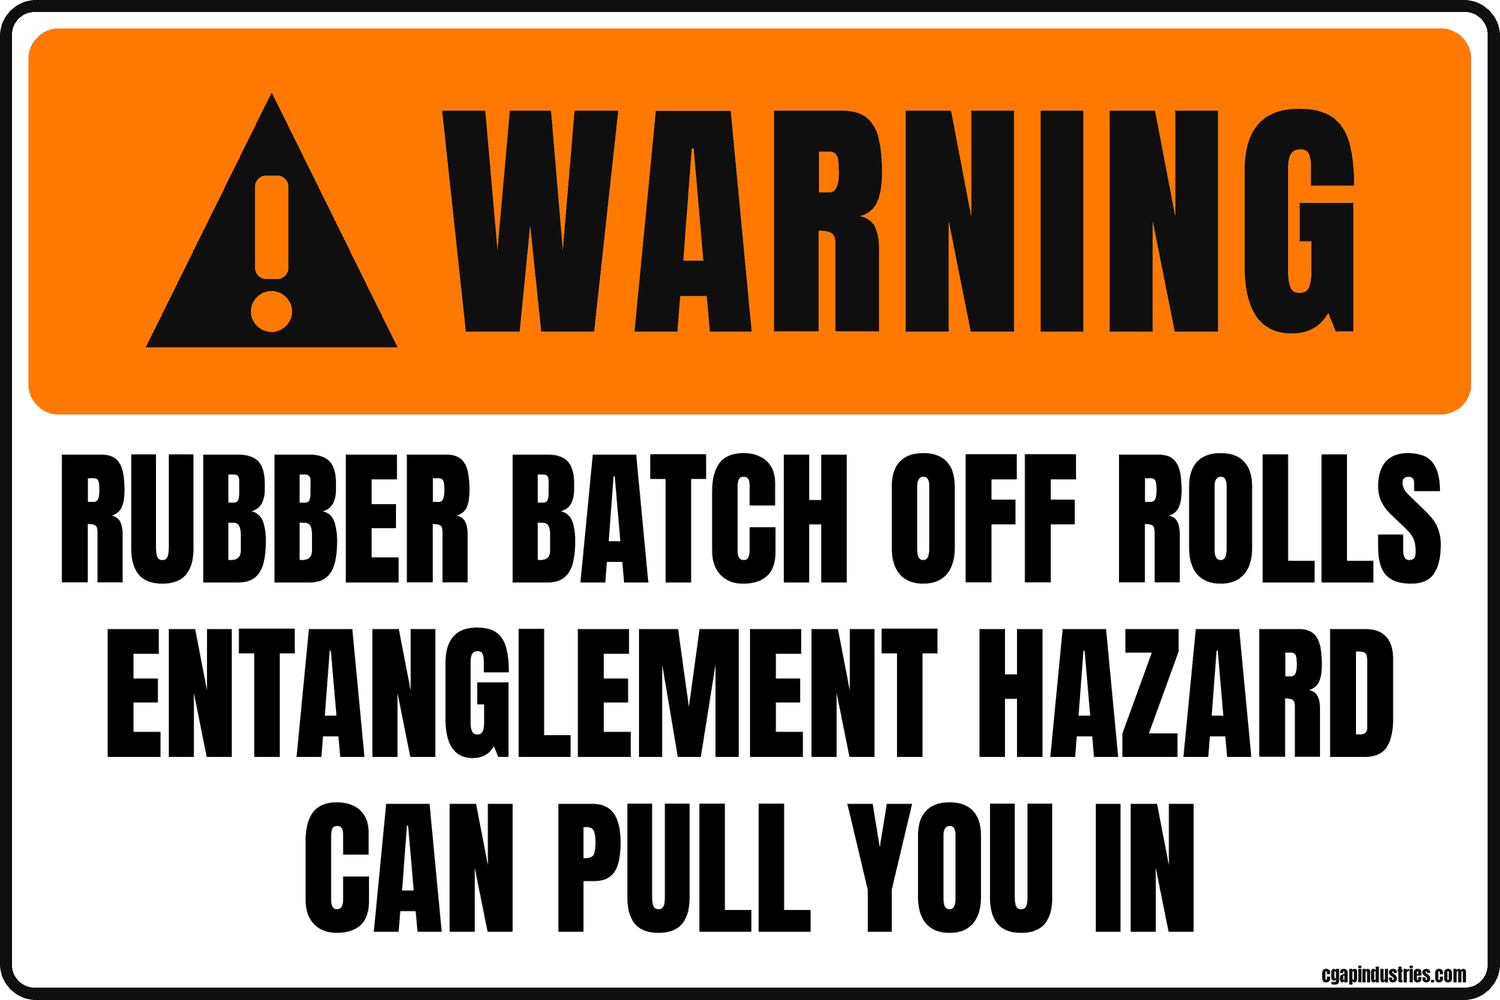 WARNING
RUBBER BATCH OFF ROLLS
ENTANGLEMENT HAZARD
CAN PULL YOU IN
cgapindustries.com